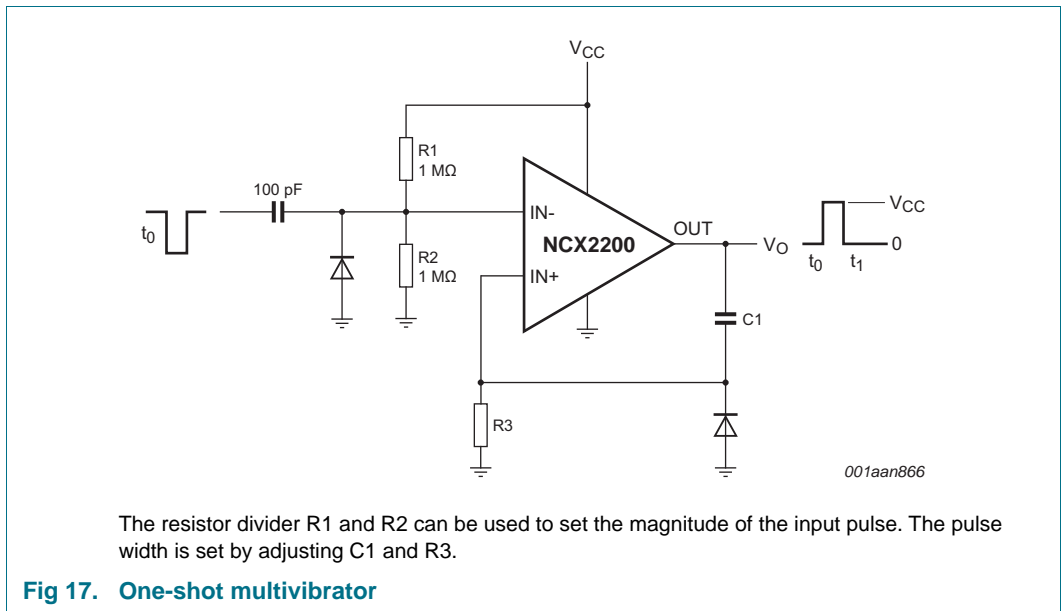 VCC
R1
1 MΩ
100 pF
t0
IN-
OUT
VCC
NCX2200
VO
0
R2
1 MΩ
t0 t1
IN+
C1
R3
001aan866
The resistor divider R1 and R2 can be used to set the magnitude of the input pulse. The pulse
width is set by adjusting C1 and R3.
Fig 17. One-shot multivibrator